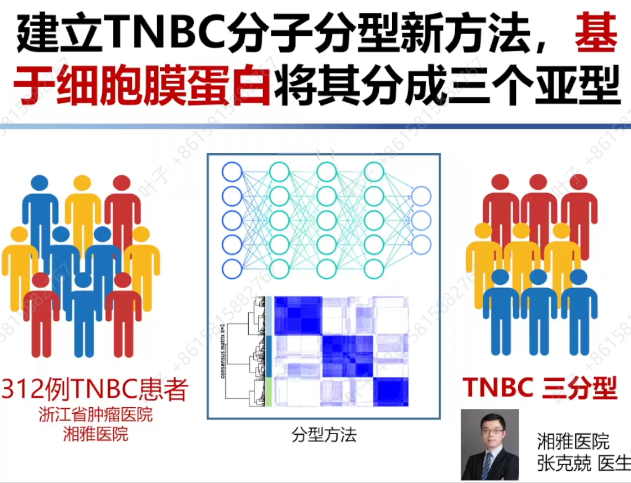 建立TNBC分子分型新方法，基
于细胞膜蛋白将其分成三个亚型
312例TNBC患者
浙江省肿瘤医院
湘雅医院
consensus matrix
分型方法
TNBC 三分型
湘雅医院
张克兢 医生